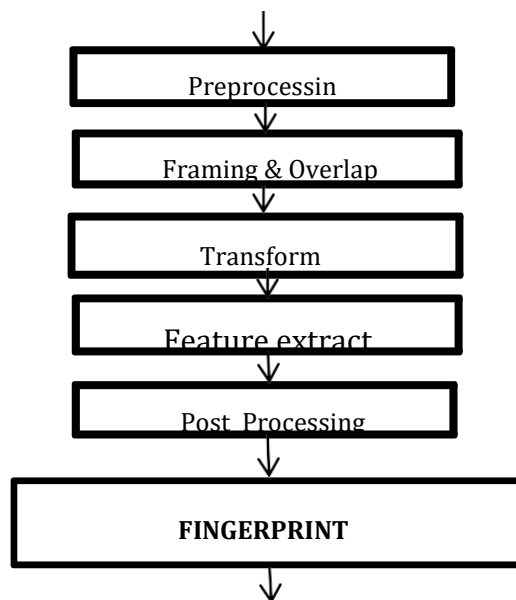 Preprocessin
Framing & Overlap
Transform
Feature extract
Post Processing
FINGERPRINT